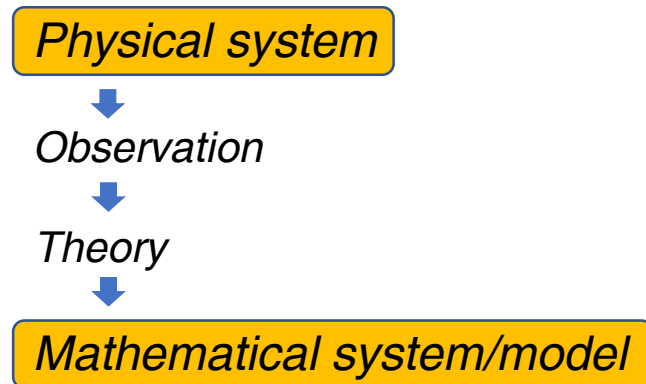 Physical system
Observation
Theory
Mathematical system/model